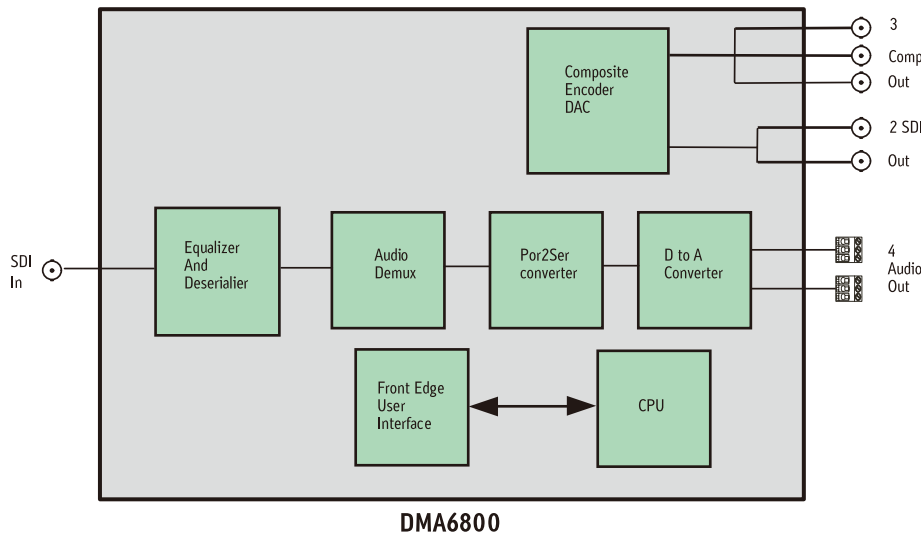 3
Comp
Out
2 SDI
Out
Composite
Encoder
DAC
SDI
In
Equalizer
And
Deserialier
Audio
Demux
Por2Ser
converter
D to A
Converter
4
Audio
Out
Front Edge
User
Interface
CPU
DMA6800